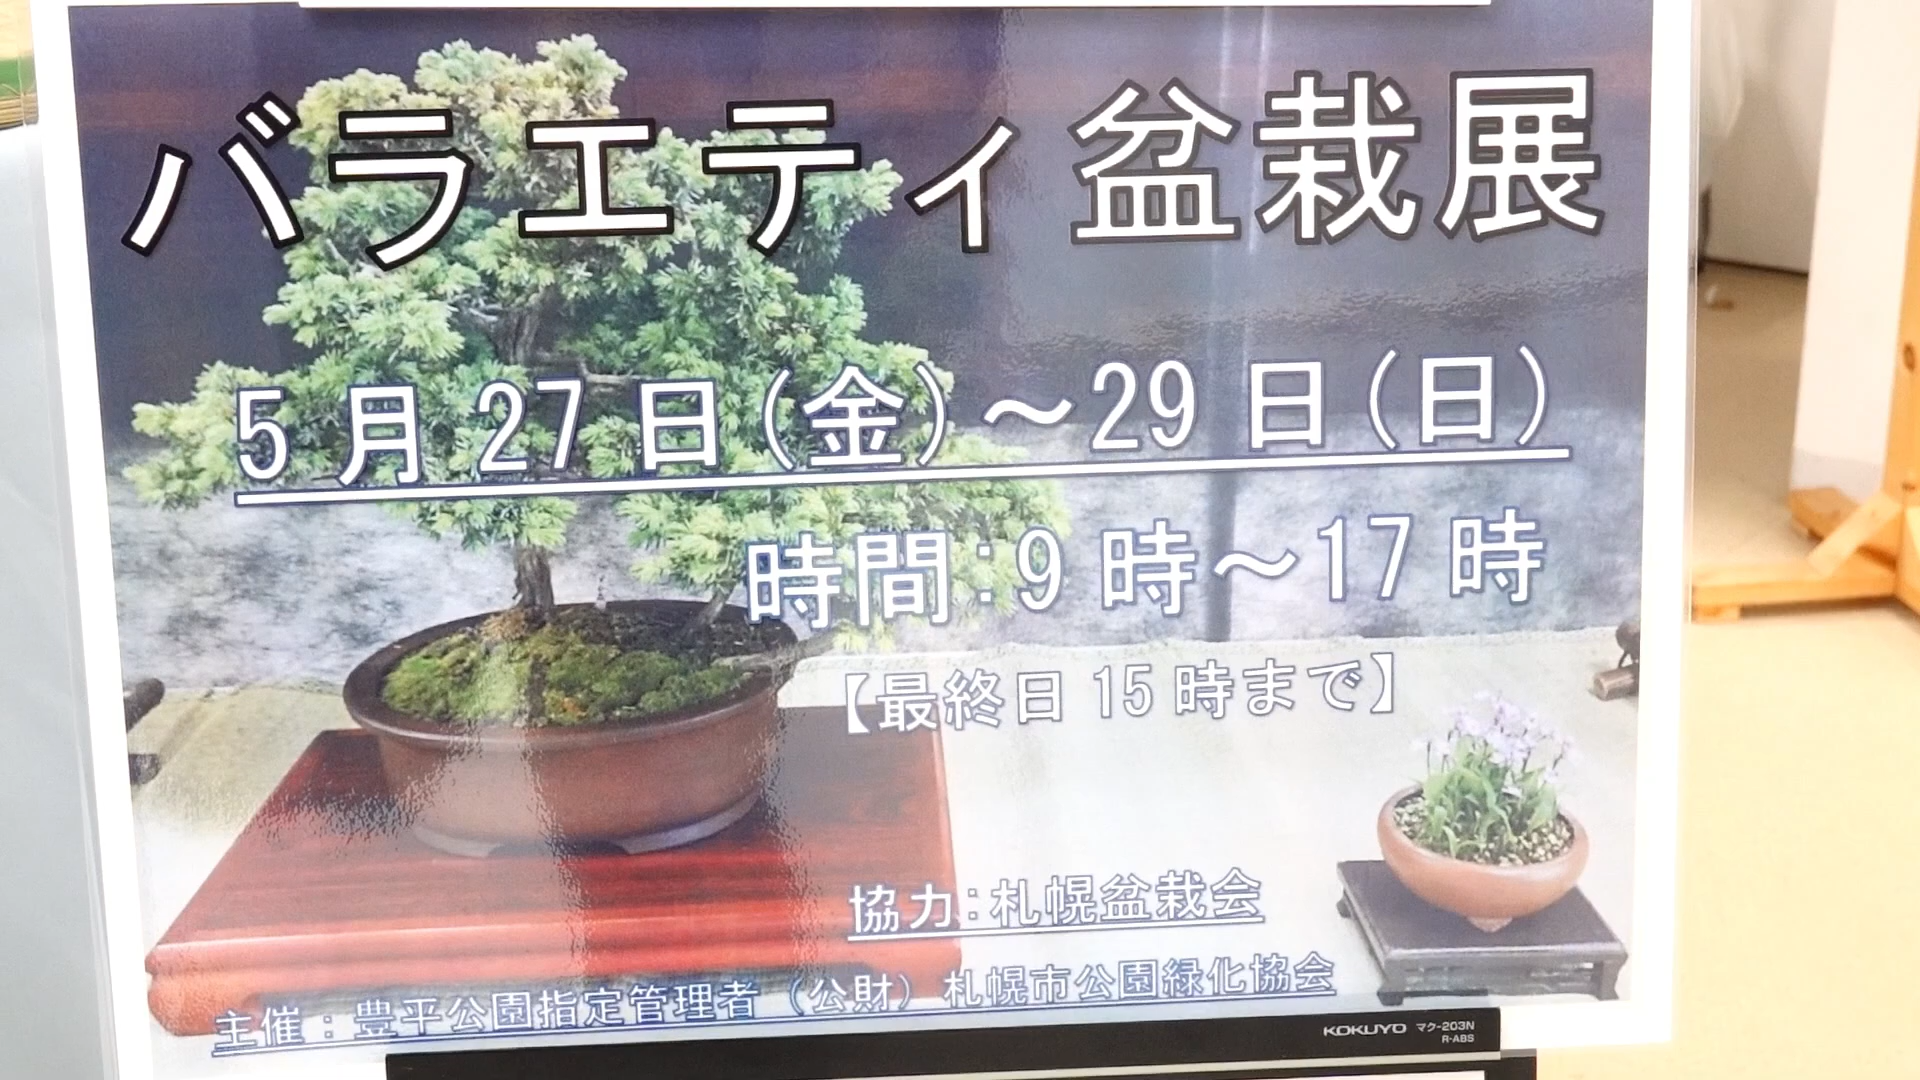 バラエティ盆栽展
5月27日(金)～29日(日)
時間:9時～17時
【最終日15時まで】
協力:札幌盆栽会
主催:豊平公園指定管理者（公財）札幌市公園緑化協会
KOKUYO マク-203N
R-ABS